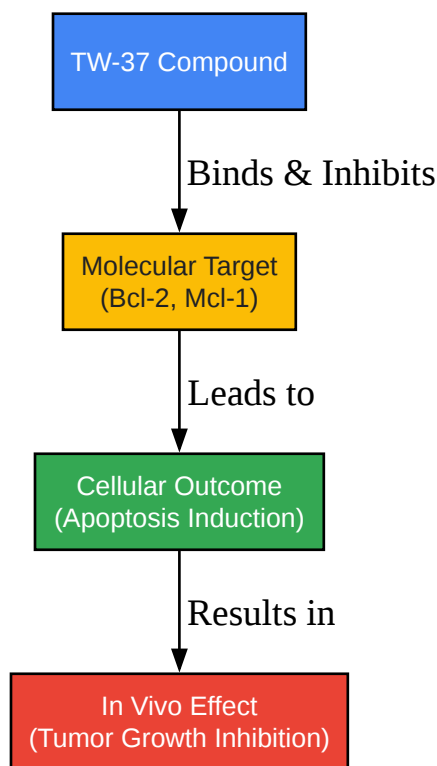 TW-37 Compound
Binds & Inhibits
Molecular Target
(Bcl-2, Mcl-1)
Leads to
Cellular Outcome
(Apoptosis Induction)
Results in
In Vivo Effect
(Tumor Growth Inhibition)